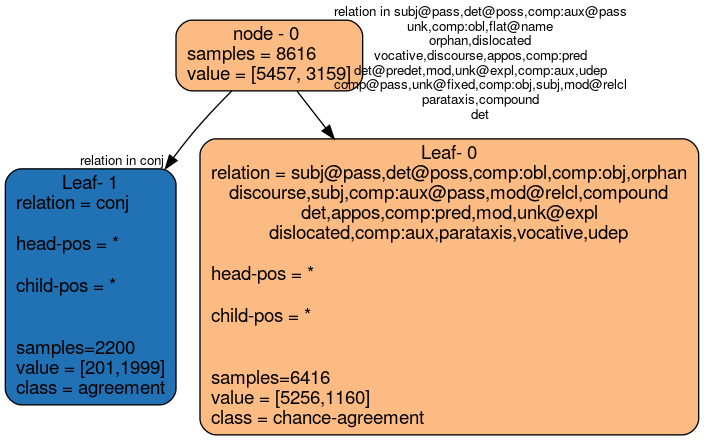 node - 0
samples = 8616
value = [5457, 3159]
relation in subj@pass,det@poss,comp:aux@pass
unk,comp:obl,flat@name
orphan,dislocated
vocative,discourse,appos,comp:pred
det@predet,mod,unk@expl,comp:aux,udep
comp@pass,unk@fixed,comp:obj,subj,mod@relcl
parataxis,compound
det
relation in conj
Leaf- 1
relation = conj
head-pos = *
child-pos = *
samples=2200
value = [201,1999]
class = agreement
Leaf- 0
relation = subj@pass,det@poss,comp:obl,comp:obj,orphan
discourse,subj,comp:aux@pass,mod@relcl,compound
det,appos,comp:pred,mod,unk@expl
dislocated,comp:aux,parataxis,vocative,udep
head-pos = *
child-pos = *
samples=6416
value = [5256,1160]
class = chance-agreement